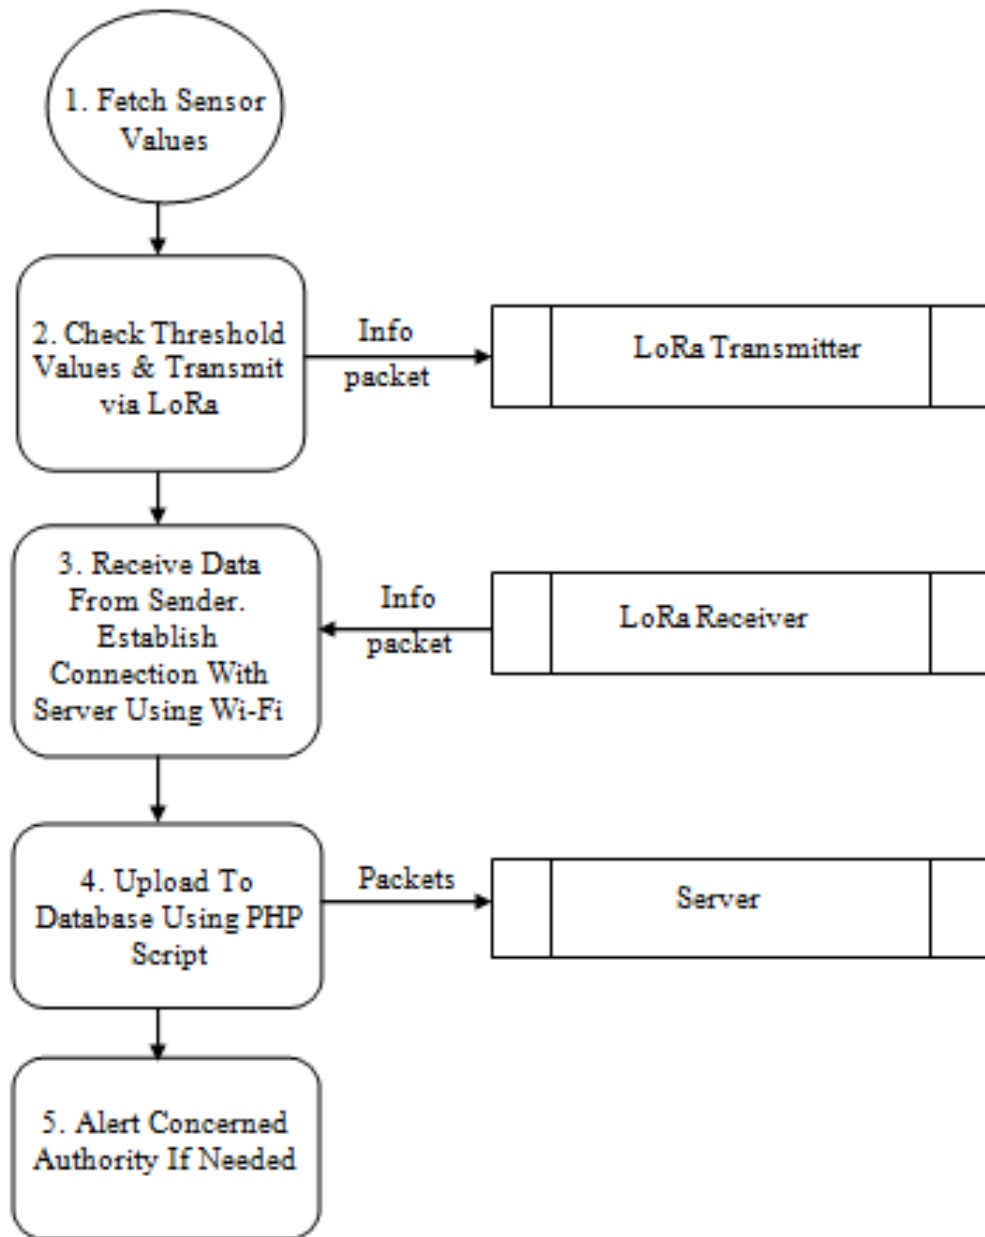 1. Fetch Sensor
Values
2. Check Threshold
Values & Transmit
via LoRa
Info
packet
LoRa Transmitter
3. Receive Data
From Sender.
Establish
Connection With
Server Using Wi-Fi
Info
packet
LoRa Receiver
4. Upload To
Database Using PHP
Script
Packets
Server
5. Alert Concerned
Authority If Needed